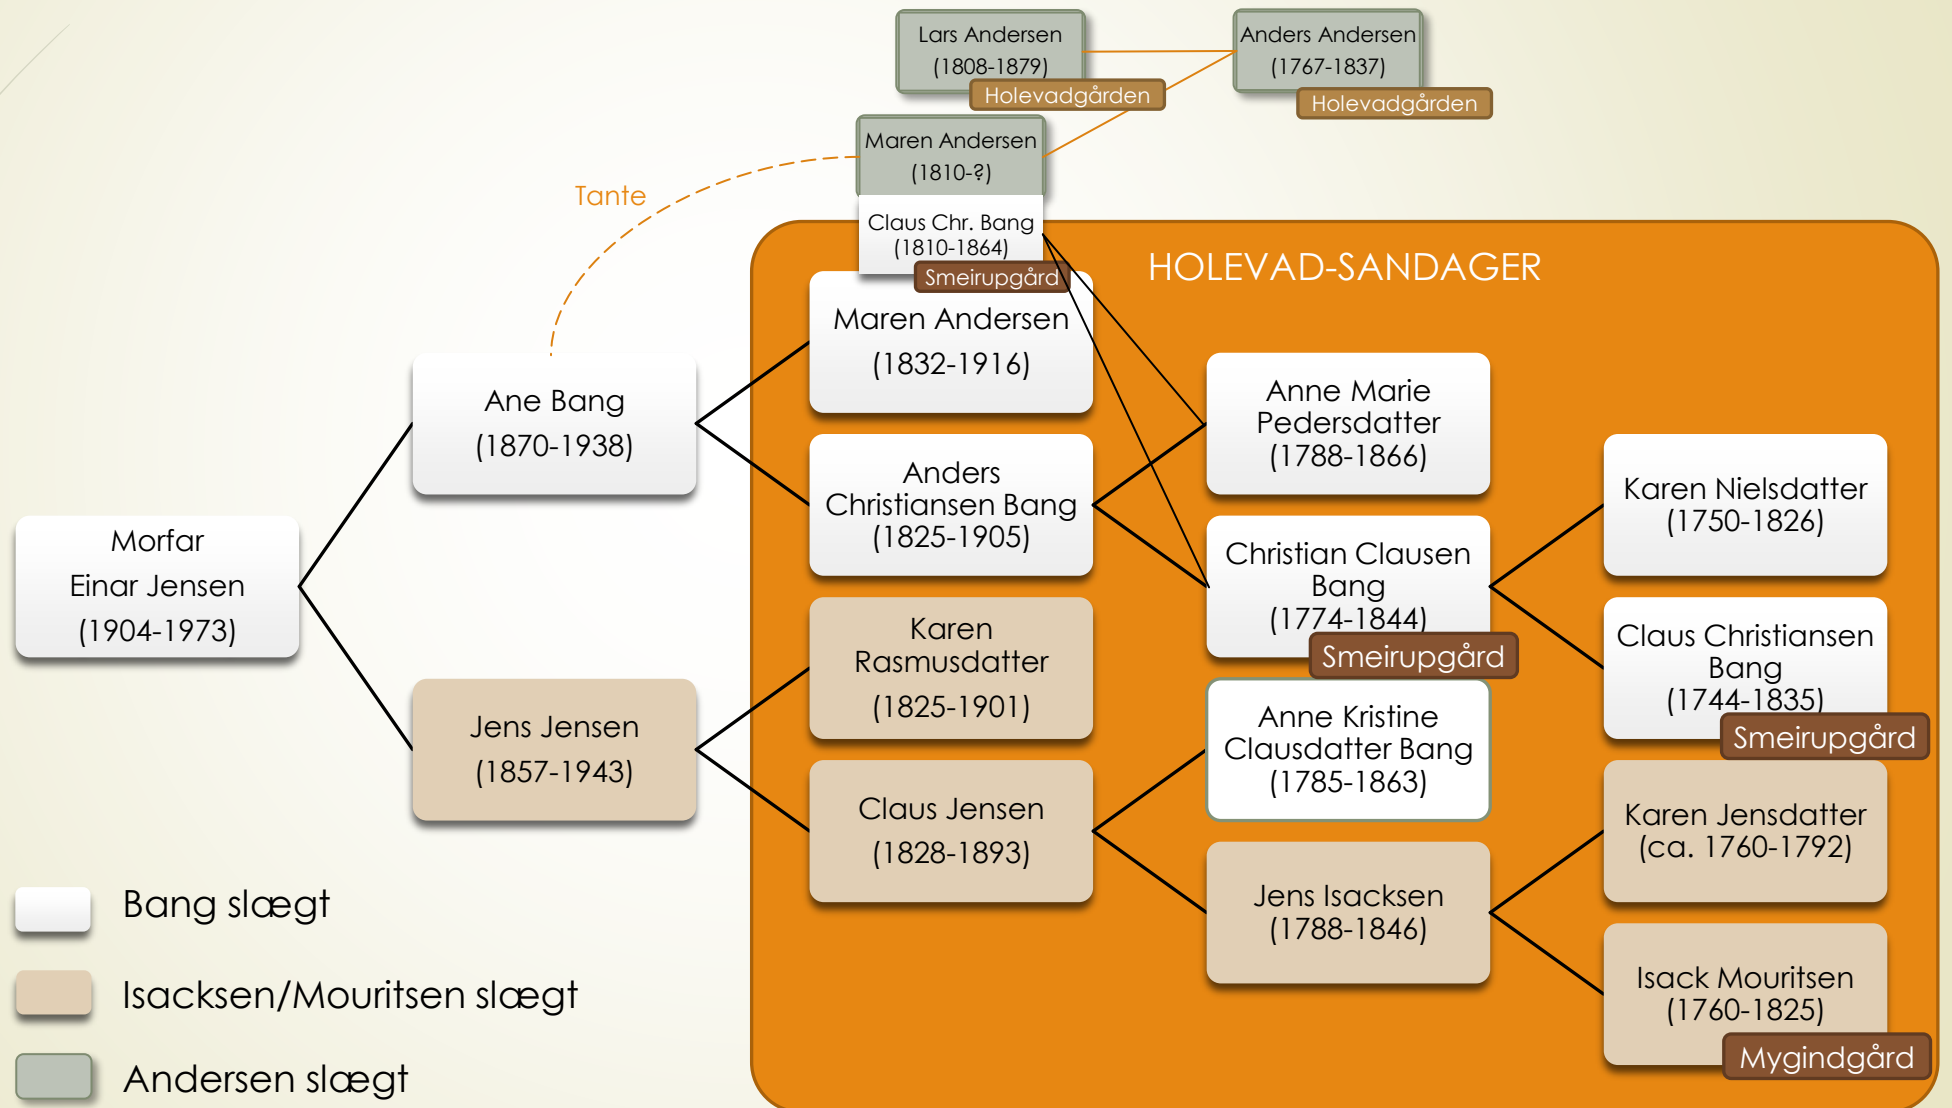 Lars Andersen
(1808-1879)
Holevadgården
Anders Andersen
(1767-1837)
Holevadgården
Maren Andersen
(1810-?)
Tante
Claus Chr. Bang
(1810-1864)
Smeirupgård
HOLEVAD-SANDAGER
Morfar
Einar Jensen
(1904-1973)
Ane Bang
(1870-1938)
Jens Jensen
(1857-1943)
Maren Andersen
(1832-1916)
Anders
Christiansen Bang
(1825-1905)
Karen
Rasmusdatter
(1825-1901)
Claus Jensen
(1828-1893)
Anne Marie
Pedersdatter
(1788-1866)
Christian Clausen
Bang
(1774-1844)
Smeirupgård
Anne Kristine
Clausdatter Bang
(1785-1863)
Jens Isacksen
(1788-1846)
Karen Nielsdatter
(1750-1826)
Claus Christiansen
Bang
(1744-1835)
Smeirupgård
Karen Jensdatter
(ca. 1760-1792)
Isack Mouritsen
(1760-1825)
Mygindgård
Bang slægt
Isacksen/Mouritsen slægt
Andersen slægt